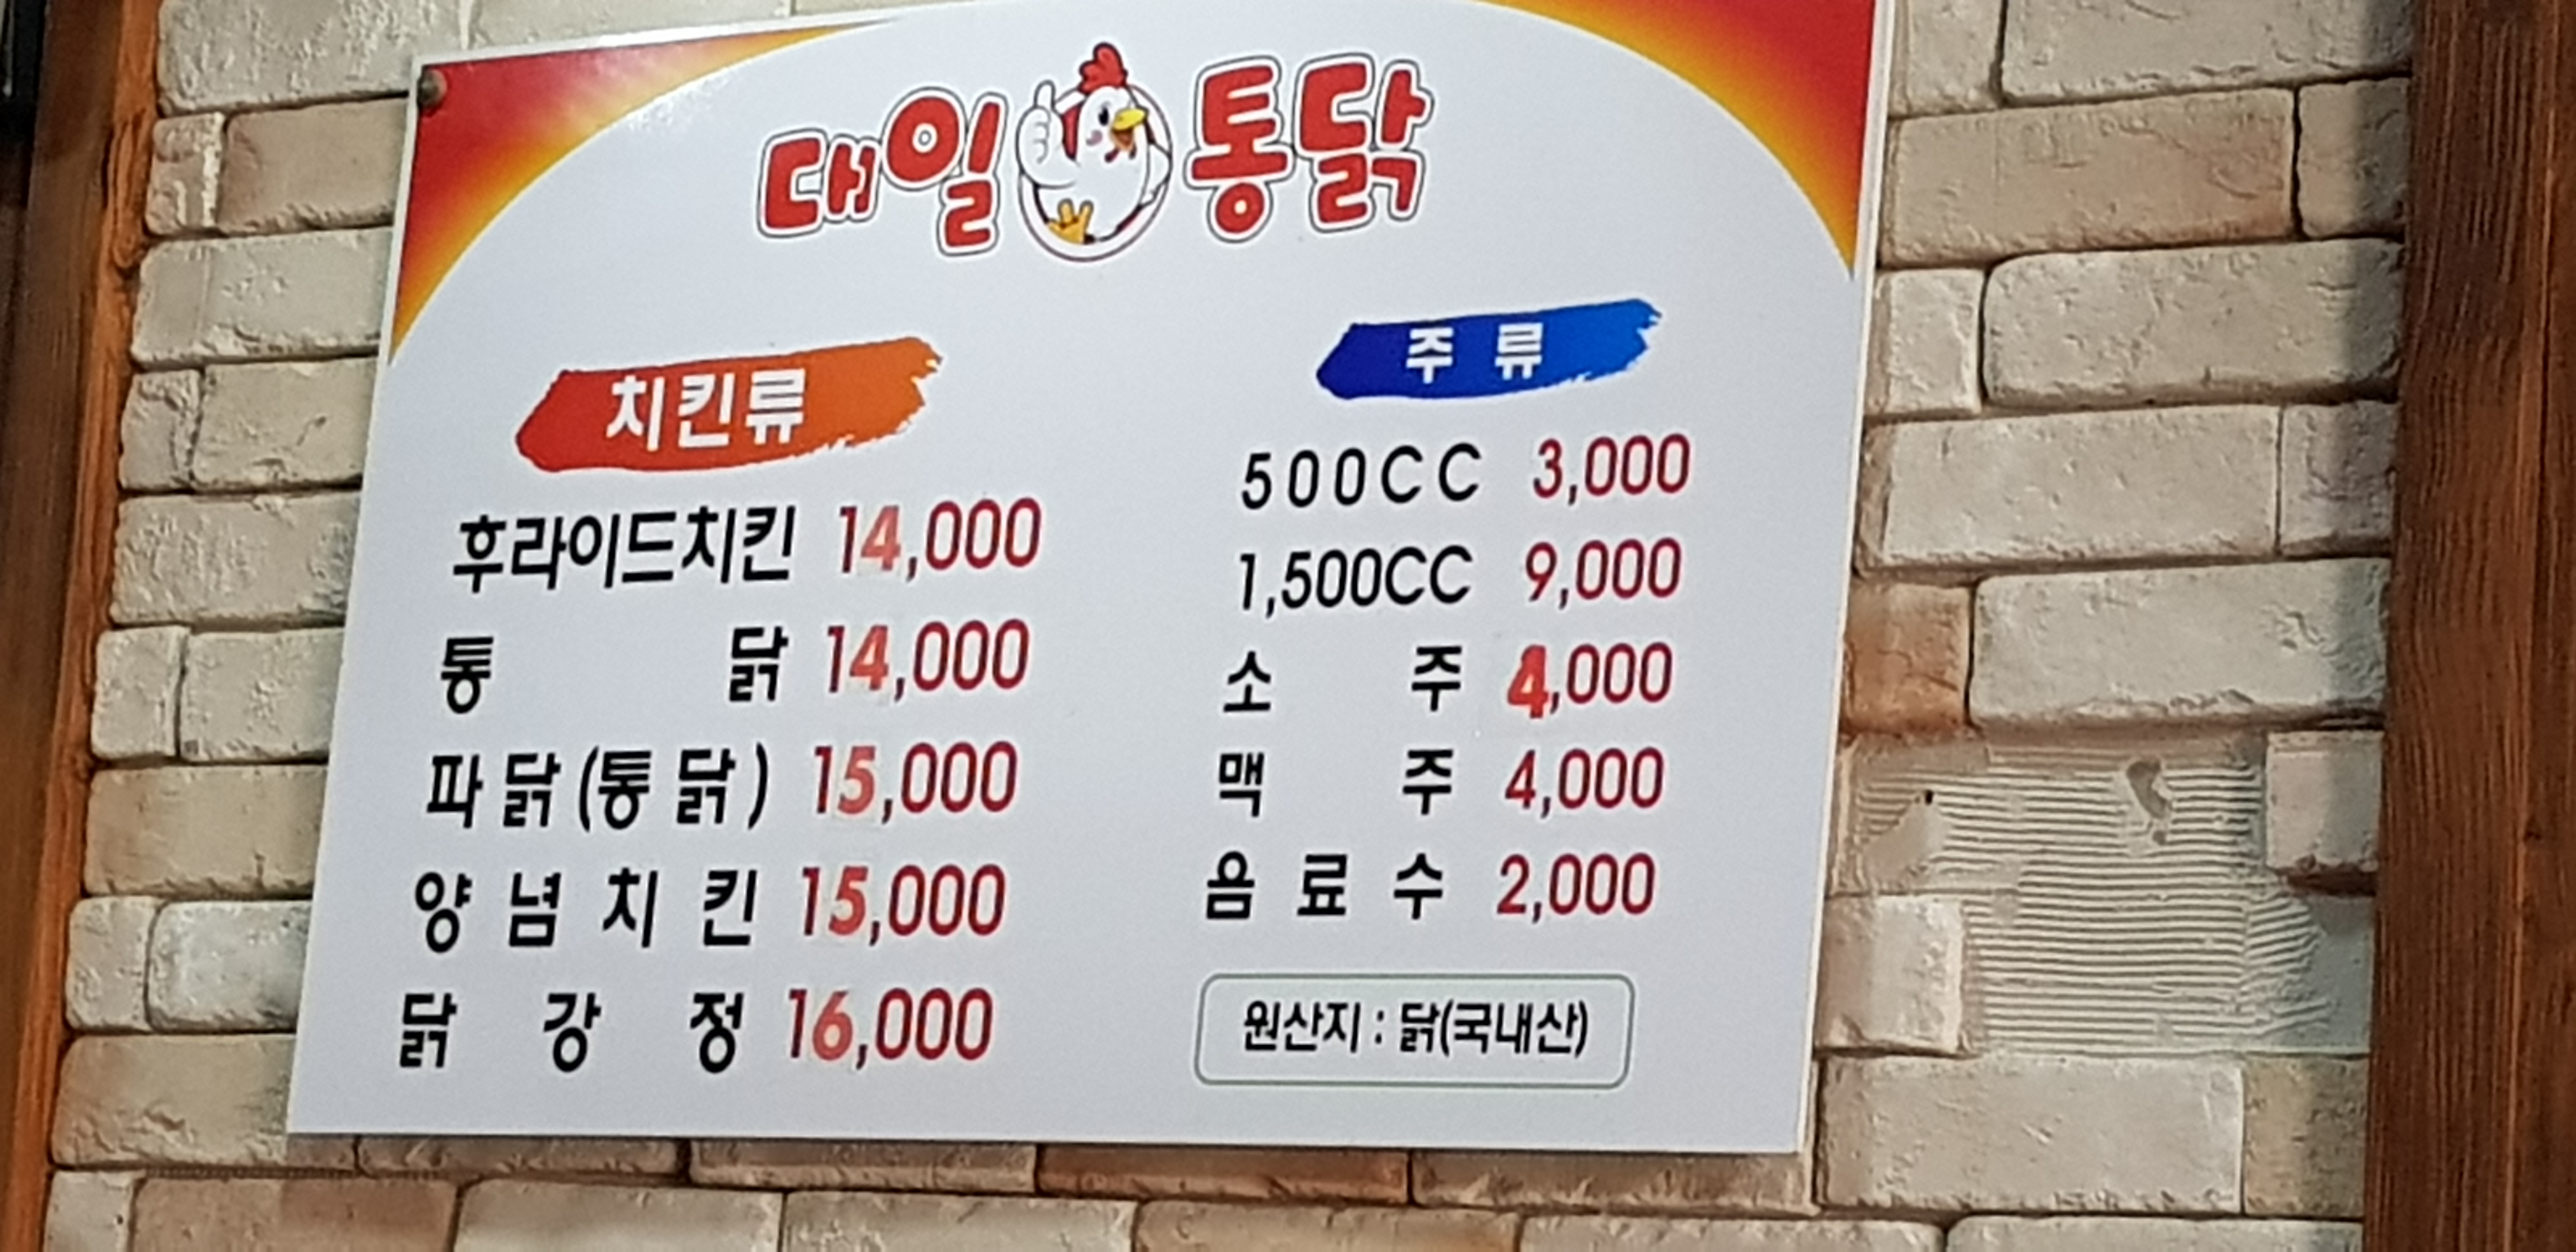 대일통닭
치킨류
후라이드치킨 14,000
통 닭 14,000
파 닭 (통 닭) 15,000
양 념 치 킨 15,000
닭 강 정 16,000
주 류
500CC 3,000
1,500CC 9,000
소 주 4,000
맥 주 4,000
음 료 수 2,000
원산지 : 닭(국내산)